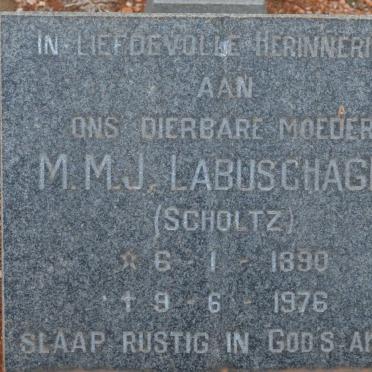 IN LIEFDEVOLLE HERINNERI
AAN
ONS DIERBARE MOEDER
M.M.J. LABUSCHAG
(SCHOLTZ)
☆ 6 - 1 - 1890
✝ 9 - 6 - 1976
SLAAP RUSTIG IN GOD'S A